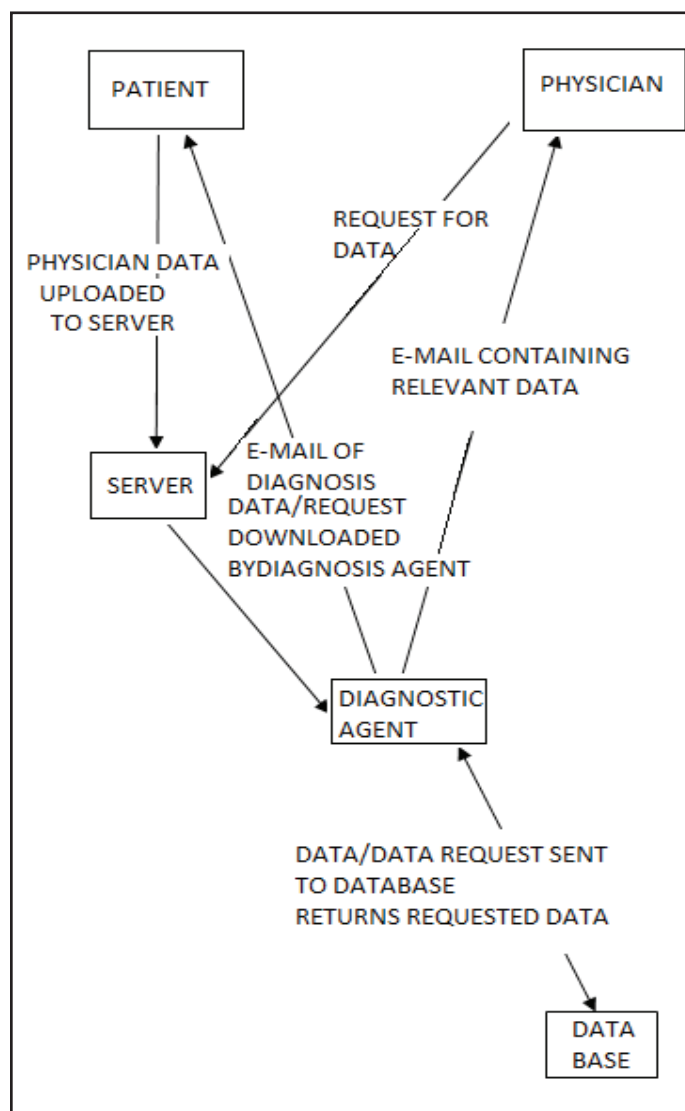 PATIENT
PHYSICIAN
REQUEST FOR
DATA
PHYSICIAN DATA
UPLOADED
TO SERVER
E-MAIL CONTAINING
RELEVANT DATA
SERVER
E-MAIL OF
DIAGNOSIS
DATA/REQUEST
DOWNLOADED
BYDIAGNOSIS AGENT
DIAGNOSTIC
AGENT
DATA/DATA REQUEST SENT
TO DATABASE
RETURNS REQUESTED DATA
DATA
BASE